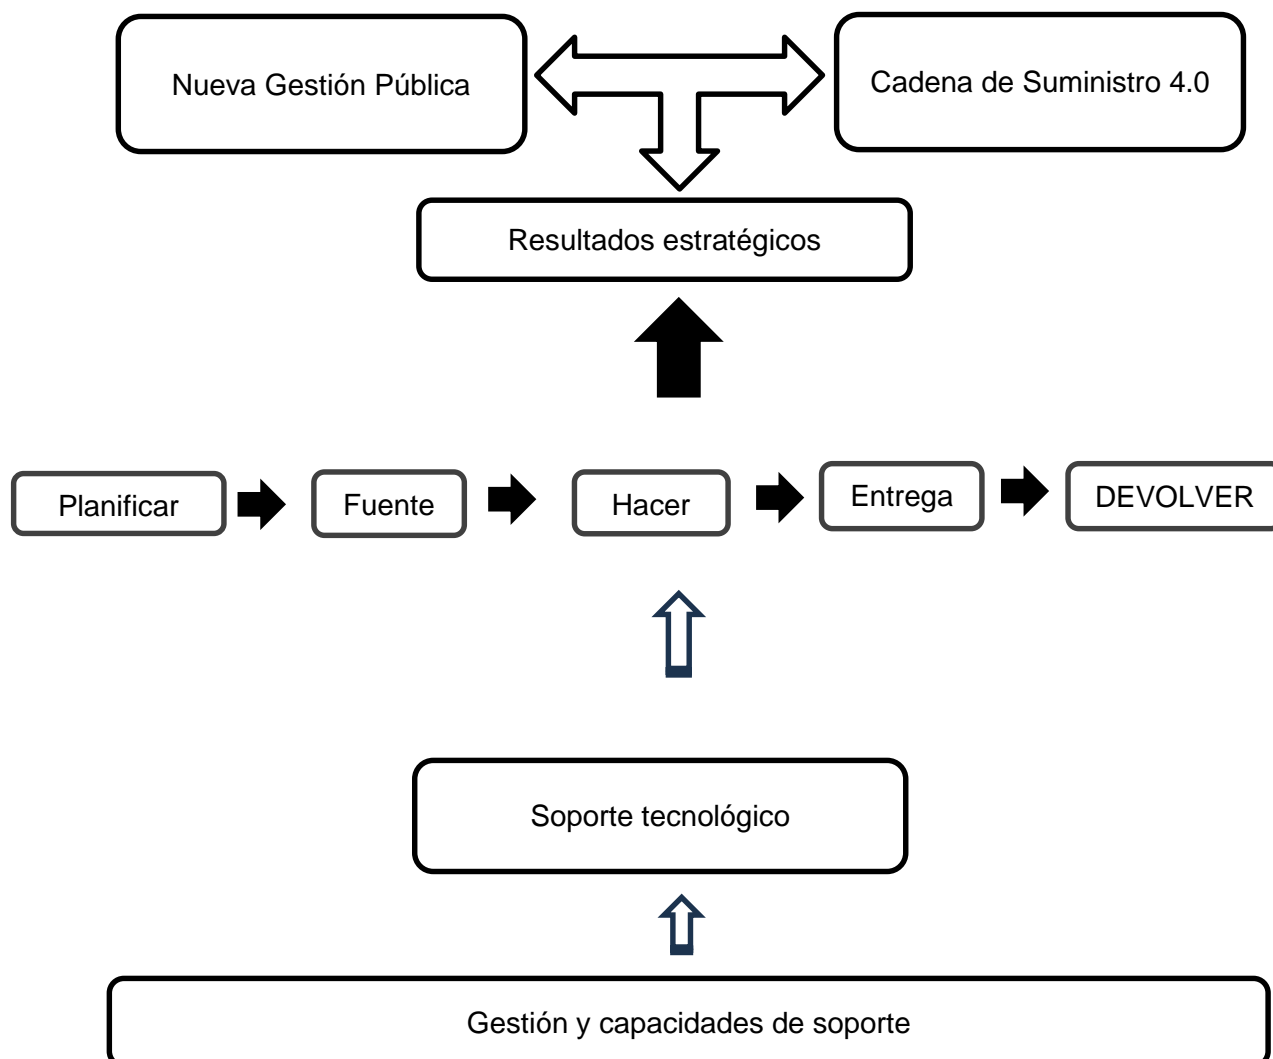 Nueva Gestión Pública
Cadena de Suministro 4.0
Resultados estratégicos
Planificar
Fuente
Hacer
Entrega
DEVOLVER
Soporte tecnológico
Gestión y capacidades de soporte